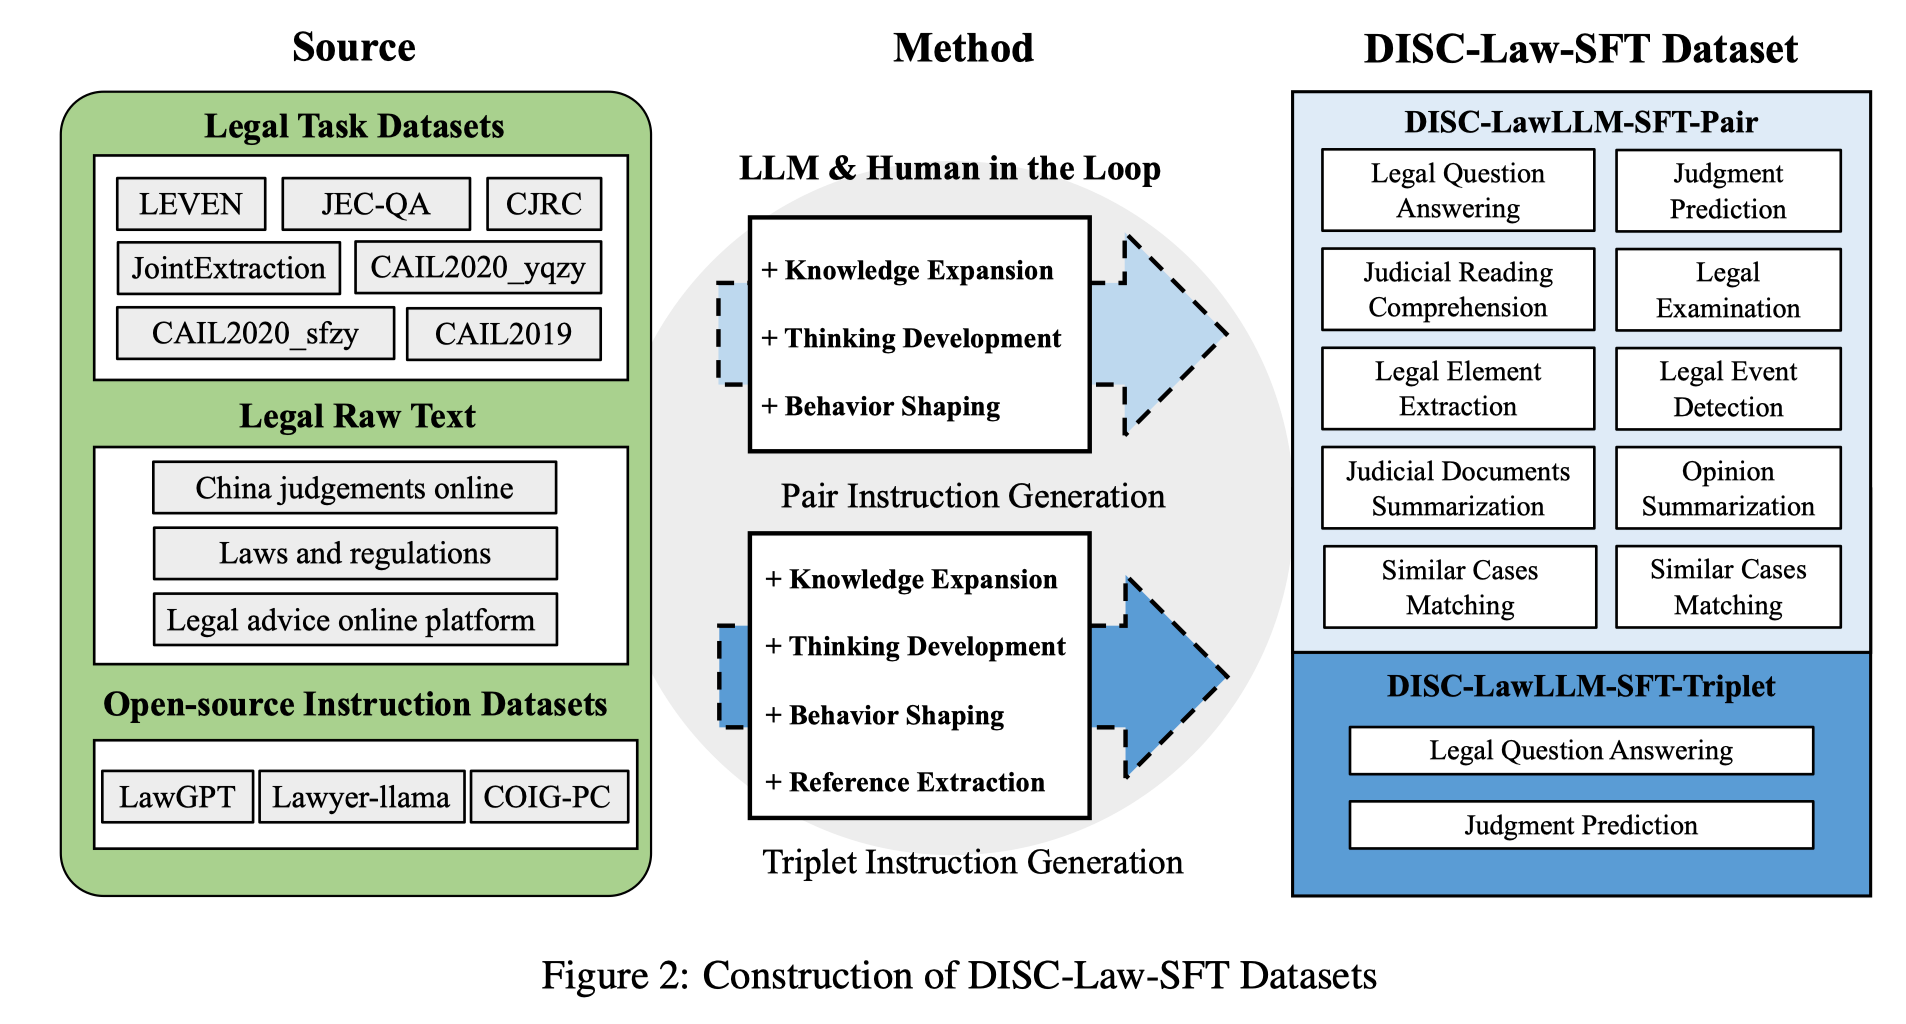 Source
Legal Task Datasets
LEVEN
JEC-QA
CJRC
JointExtraction
CAIL2020_yqzy
CAIL2020_sfzy
CAIL2019
Legal Raw Text
China judgements online
Laws and regulations
Legal advice online platform
Open-source Instruction Datasets
LawGPT
Lawyer-llama
COIG-PC
Method
LLM & Human in the Loop
+ Knowledge Expansion
+ Thinking Development
+ Behavior Shaping
Pair Instruction Generation
+ Knowledge Expansion
+ Thinking Development
+ Behavior Shaping
+ Reference Extraction
Triplet Instruction Generation
DISC-Law-SFT Dataset
DISC-LawLLM-SFT-Pair
Legal Question
Answering
Judgment
Prediction
Judicial Reading
Comprehension
Legal
Examination
Legal Element
Extraction
Legal Event
Detection
Judicial Documents
Summarization
Opinion
Summarization
Similar Cases
Matching
Similar Cases
Matching
DISC-LawLLM-SFT-Triplet
Legal Question Answering
Judgment Prediction
Figure 2: Construction of DISC-Law-SFT Datasets